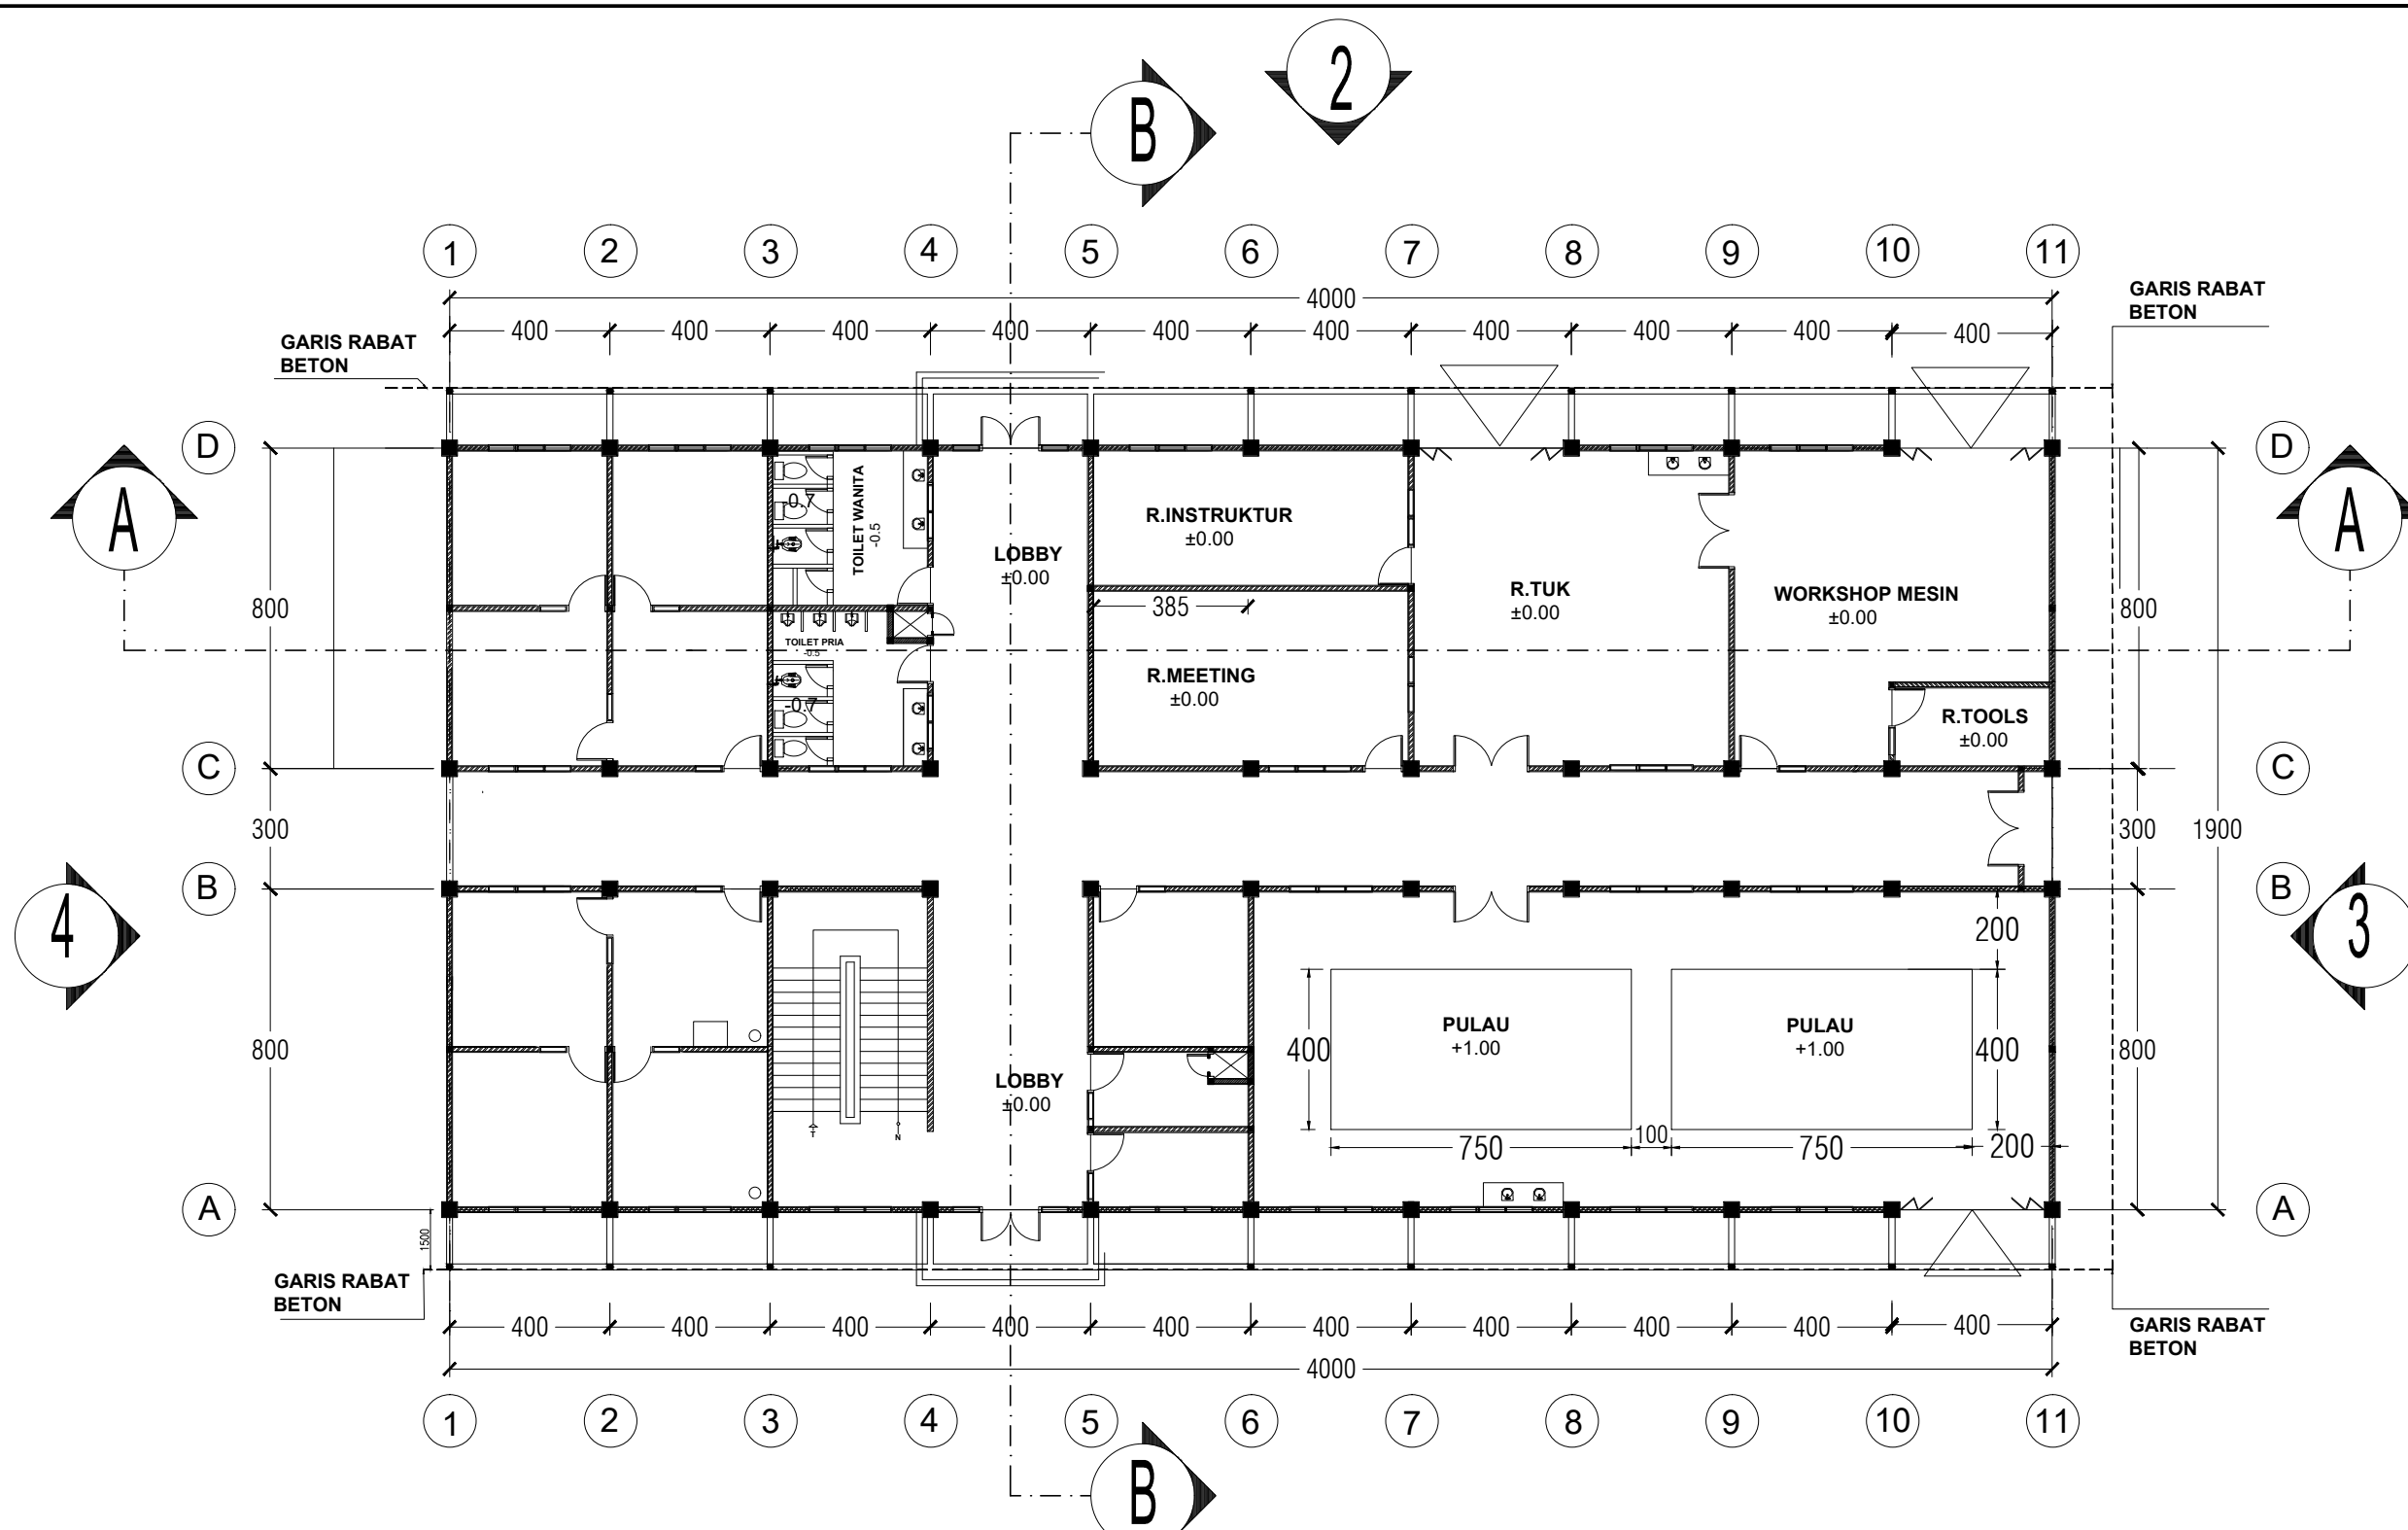 2
B
1 2 3 4 5 6 7 8 9 10 11
GARIS RABAT
BETON
4000
400 400 400 400 400 400 400 400 400 400
GARIS RABAT
BETON
D D
A A
-0.7
TOILET WANITA
-0.5
R.INSTRUKTUR
±0.00
LOBBY
±0.00
R.TUK
±0.00
WORKSHOP MESIN
±0.00
800 385 800
TOILET PRIA
-0.5
R.MEETING
±0.00
-0.7
R.TOOLS
±0.00
C C
300 300 1900
B B
4 3
200
PULAU
+1.00
PULAU
+1.00
800 400 400 800
LOBBY
±0.00
T N
750 100 750 200
A A
1500
GARIS RABAT
BETON
400 400 400 400 400 400 400 400 400 400
GARIS RABAT
BETON
4000
1 2 3 4 5 6 7 8 9 10 11
B